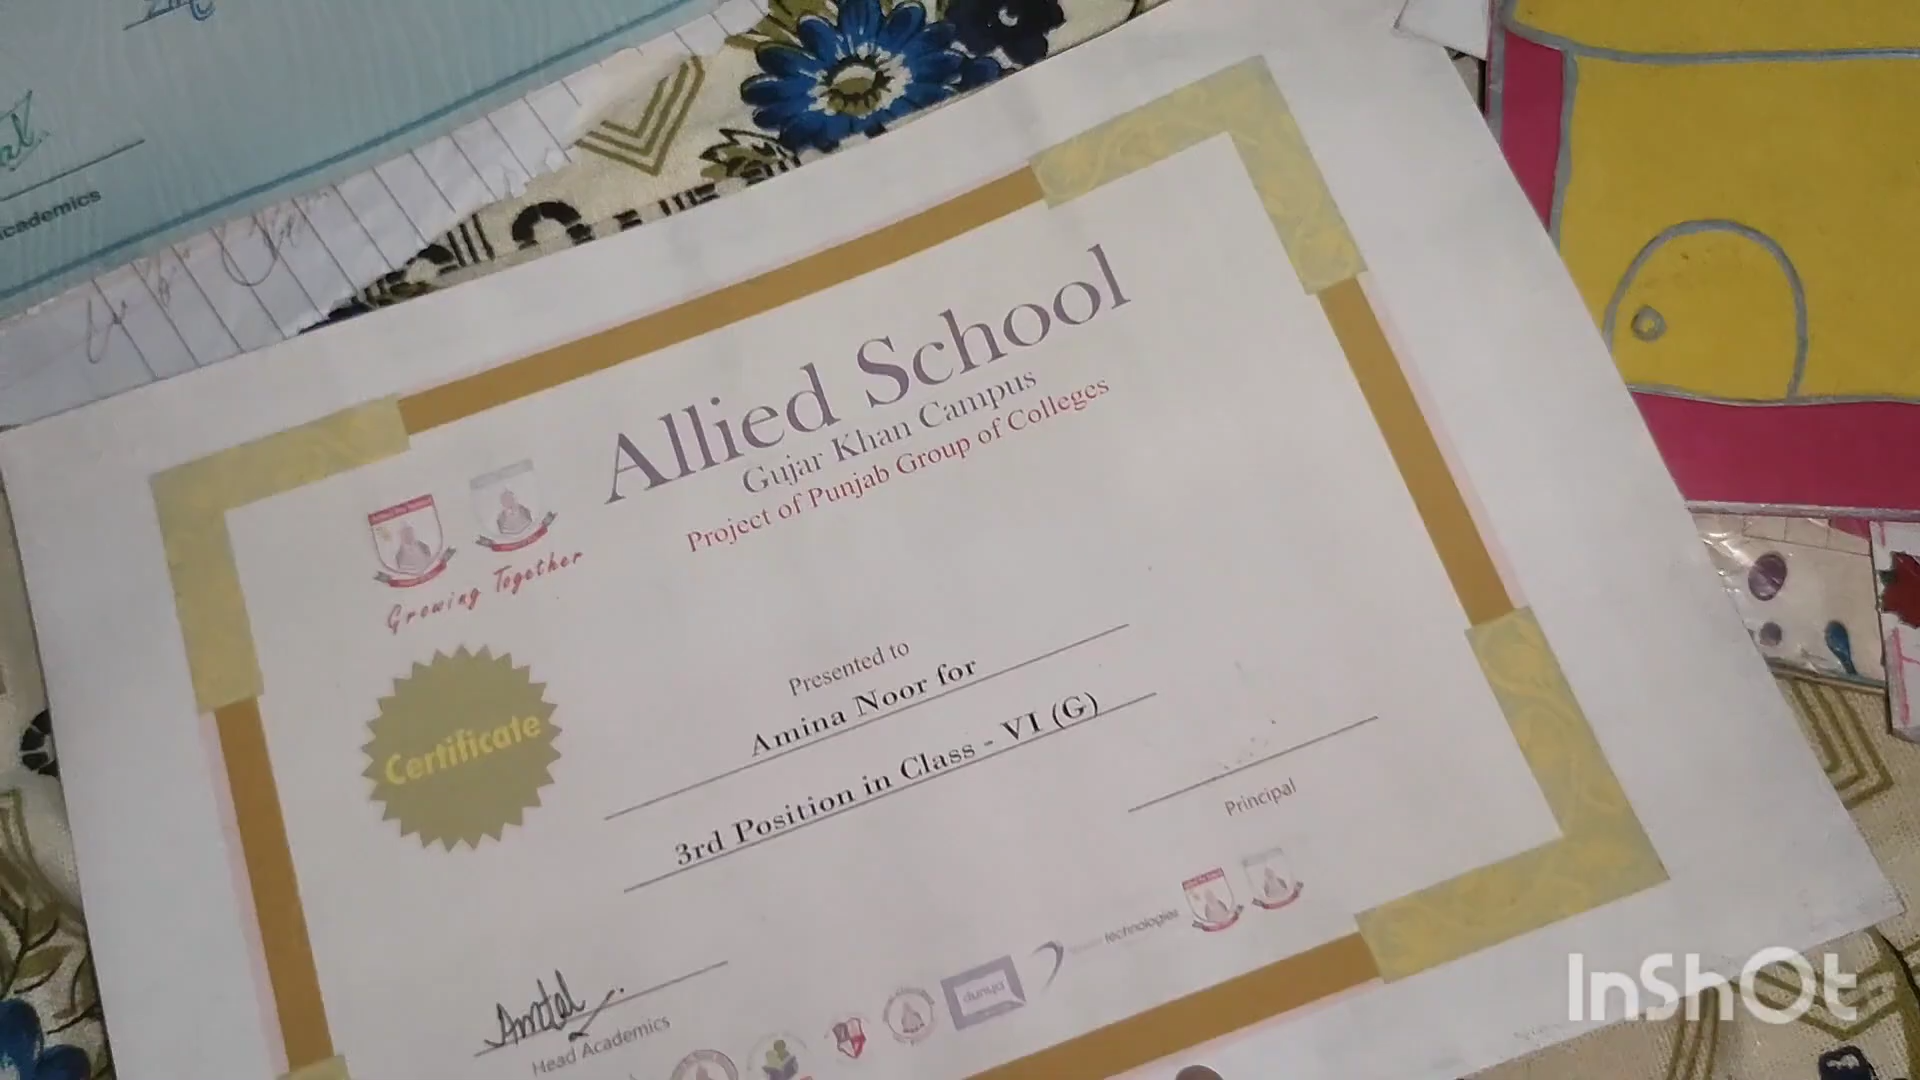 cademics
Allied School
Gujar Khan Campus
Project of Punjab Group of Colleges
Growing Together
Certificate
Presented to
Amina Noor for
3rd Position in Class - VI (G)
Principal
Head Academics
dunya
technologies
InShOt